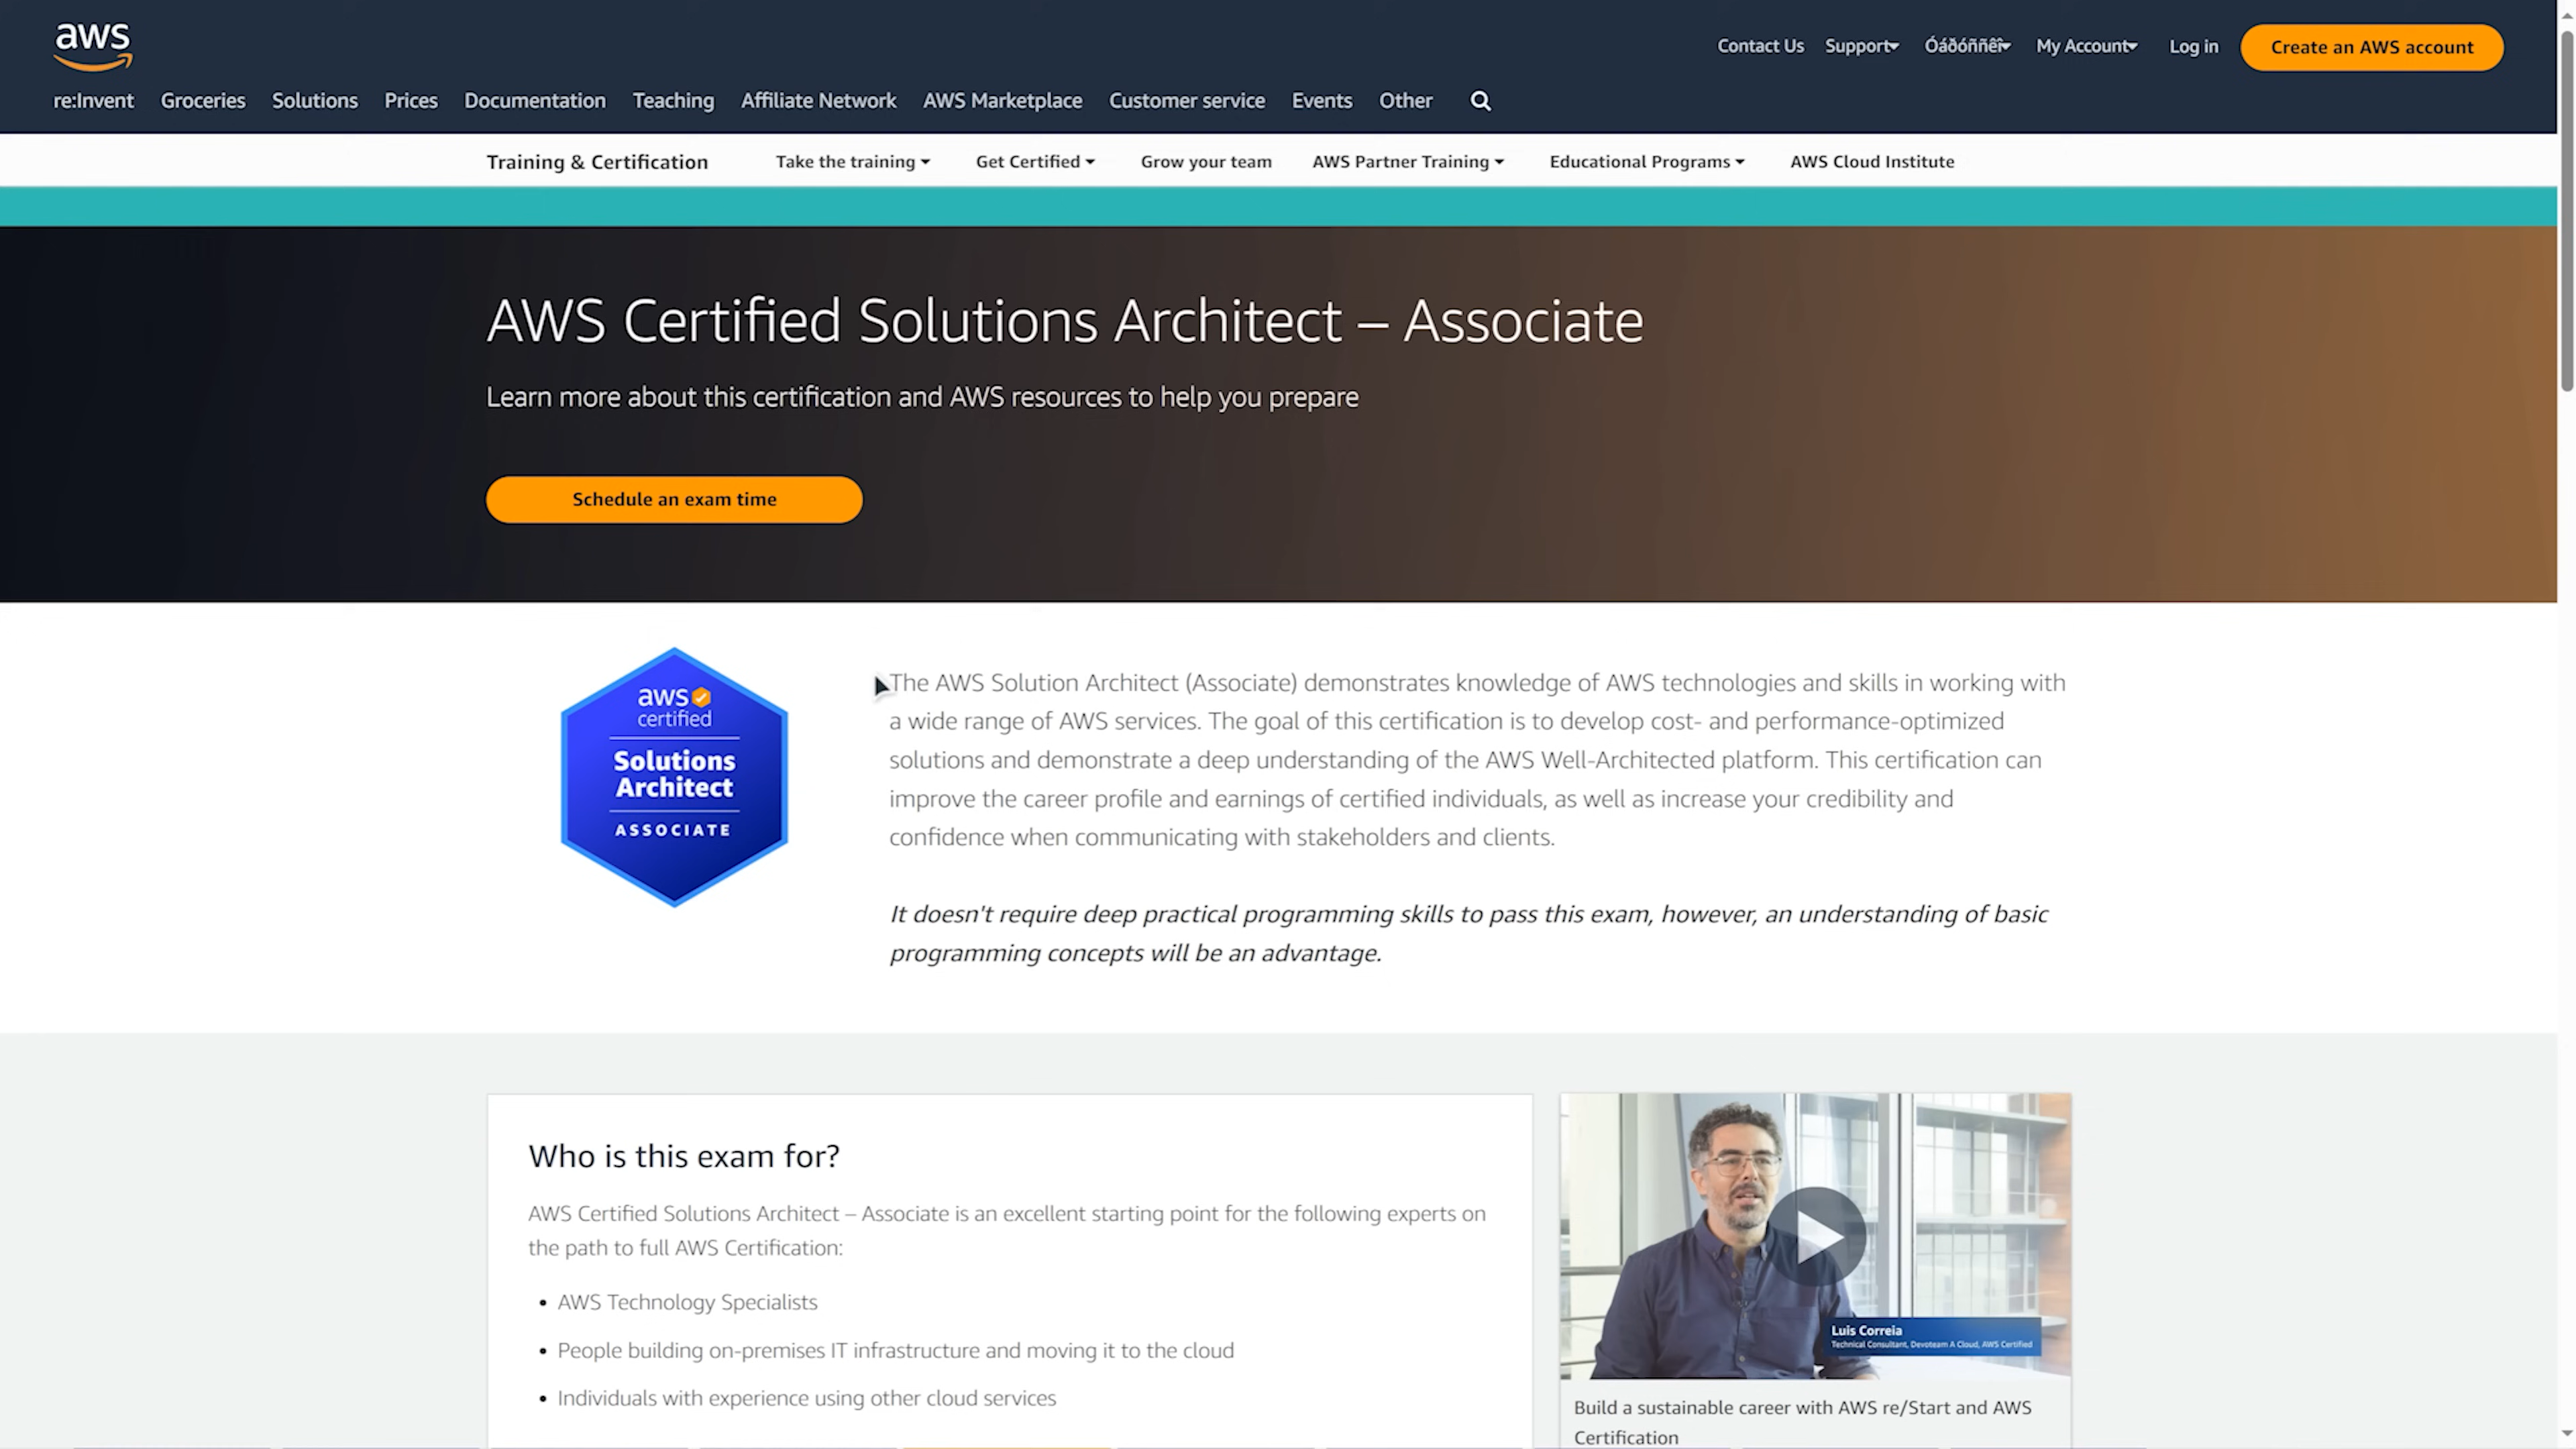 aws
Contact Us Support Óáðóññêî My Account Log in Create an AWS account
re:Invent Groceries Solutions Prices Documentation Teaching Affiliate Network AWS Marketplace Customer service Events Other
Training & Certification Take the training Get Certified Grow your team AWS Partner Training Educational Programs AWS Cloud Institute
AWS Certified Solutions Architect – Associate
Learn more about this certification and AWS resources to help you prepare
Schedule an exam time
aws
certified
Solutions
Architect
ASSOCIATE
The AWS Solution Architect (Associate) demonstrates knowledge of AWS technologies and skills in working with
a wide range of AWS services. The goal of this certification is to develop cost- and performance-optimized
solutions and demonstrate a deep understanding of the AWS Well-Architected platform. This certification can
improve the career profile and earnings of certified individuals, as well as increase your credibility and
confidence when communicating with stakeholders and clients.
It doesn't require deep practical programming skills to pass this exam, however, an understanding of basic
programming concepts will be an advantage.
Who is this exam for?
AWS Certified Solutions Architect – Associate is an excellent starting point for the following experts on
the path to full AWS Certification:
• AWS Technology Specialists
• People building on-premises IT infrastructure and moving it to the cloud
• Individuals with experience using other cloud services
Luis Correia
Technical Consultant, Devoteam A Cloud, AWS Certified
Build a sustainable career with AWS re/Start and AWS
Certification